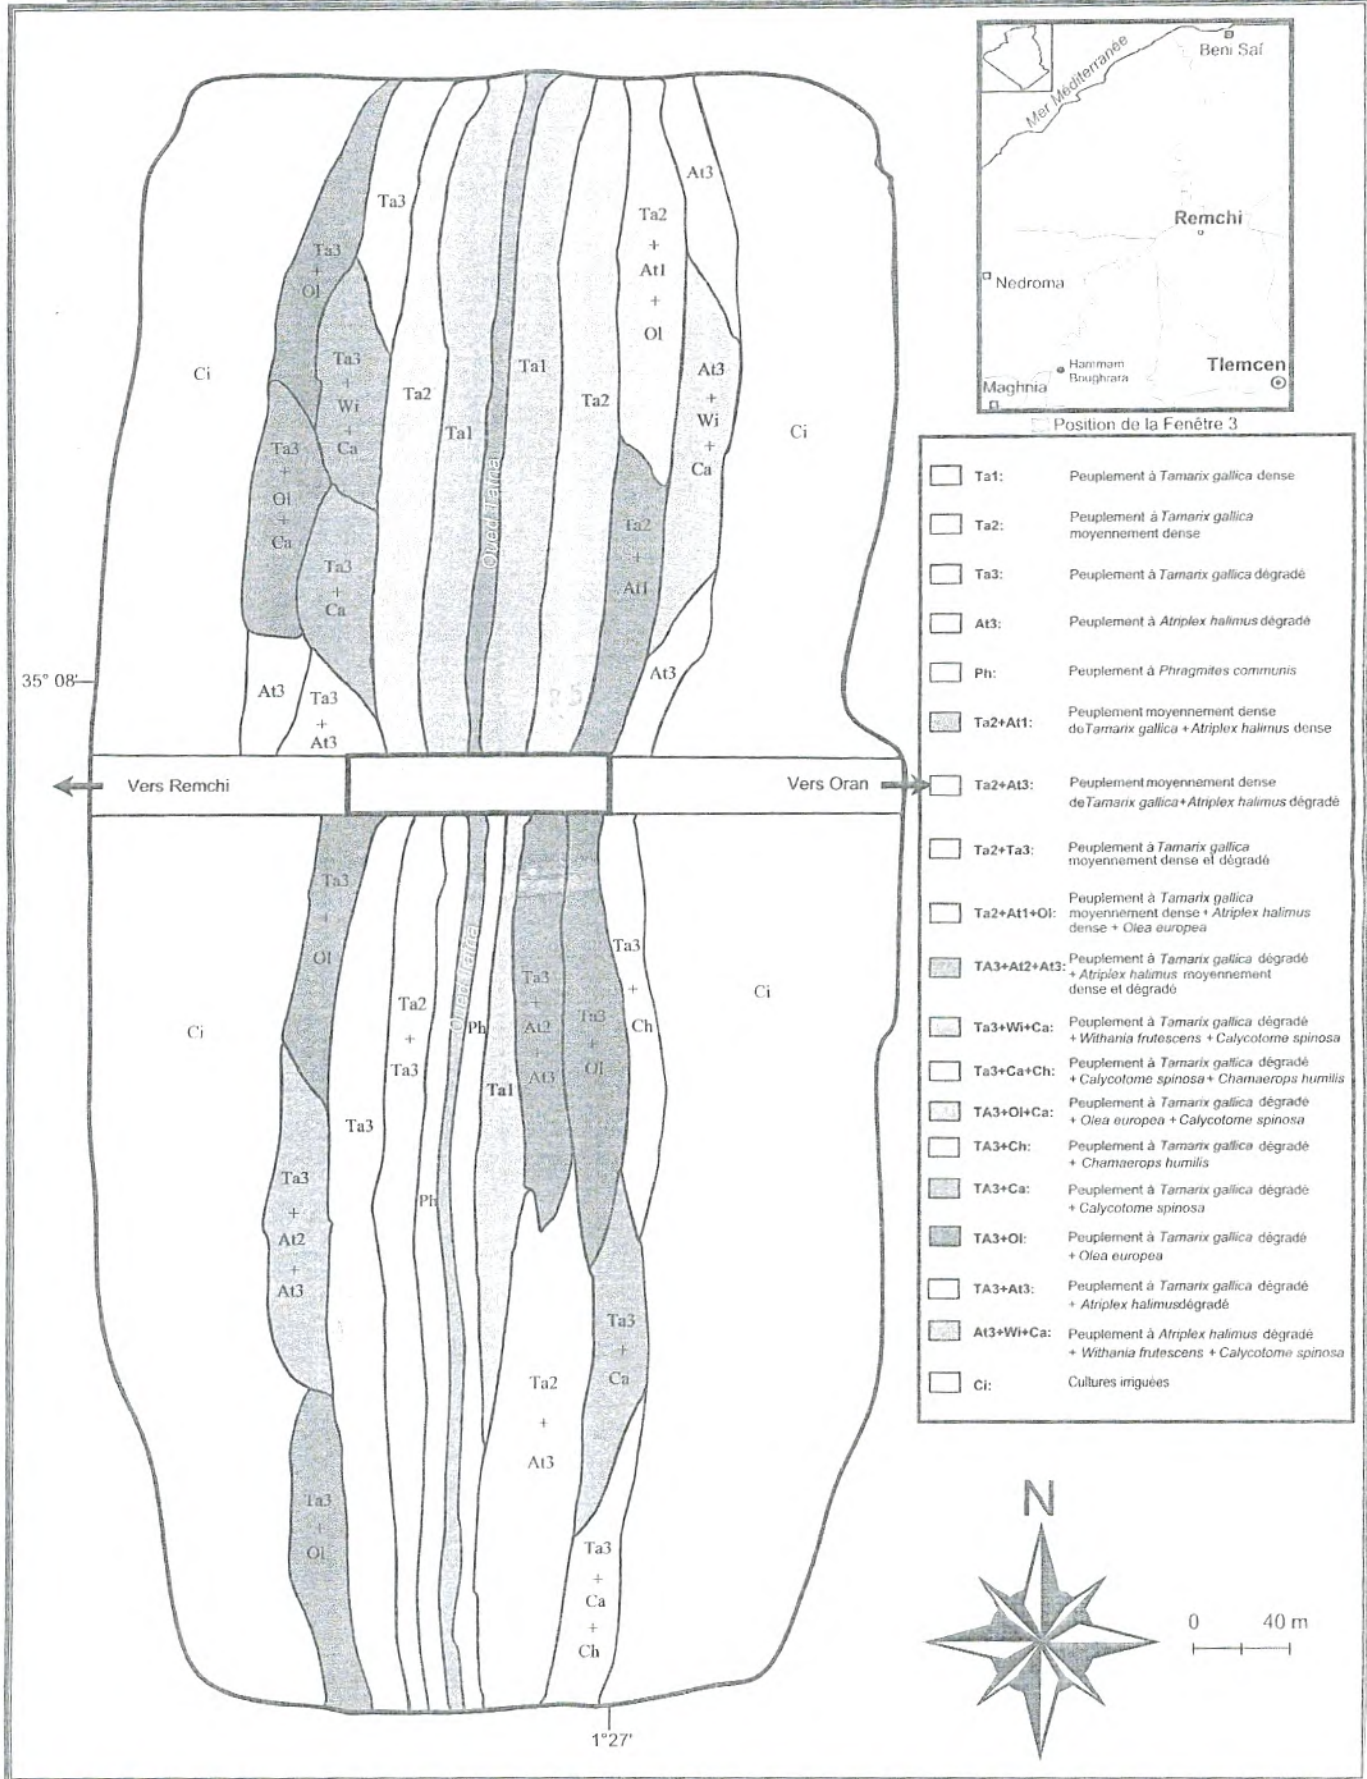 Beni Saf
Mer Méditerranée
Remchi
Nedroma
Hammam
Boughrara
Maghnia
Tlemcen
Position de la Fenêtre 3
Ta3
+
Ol
Ta3
Ta3
+
Wi
+
Ca
Ta3
+
Ol
+
Ca
Ta3
+
Ca
Ci
Ta2
Ta1
Oued Tafna
Ta1
Ta2
Ta2
+
At1
+
Ol
At3
At3
+
Wi
+
Ca
Ta2
+
At1
At3
Ci
35° 08'
At3
Ta3
+
At3
Vers Remchi
Vers Oran
Ta3
+
Ol
Ci
Ta3
+
At2
+
At3
Ta3
+
Ol
Ta3
Ta2
+
Ta3
Ph
Oued Tafna
Ph
Ta1
Ta3
+
At2
+
At3
Ta3
+
Ol
Ta3
+
Ch
Ci
Ta3
+
Ca
Ta2
+
At3
Ta3
+
Ca
+
Ch
1°27'
Ta1: Peuplement à Tamarix gallica dense
Ta2: Peuplement à Tamarix gallica
moyennement dense
Ta3: Peuplement à Tamarix gallica dégradé
At3: Peuplement à Atriplex halimus dégradé
Ph: Peuplement à Phragmites communis
Ta2+At1: Peuplement moyennement dense
de Tamarix gallica + Atriplex halimus dense
Ta2+At3: Peuplement moyennement dense
de Tamarix gallica+Atriplex halimus dégradé
Ta2+Ta3: Peuplement à Tamarix gallica
moyennement dense et dégradé
Ta2+At1+Ol: Peuplement à Tamarix gallica
moyennement dense + Atriplex halimus
dense + Olea europea
TA3+At2+At3: Peuplement à Tamarix gallica dégradé
+ Atriplex halimus moyennement
dense et dégradé
Ta3+Wi+Ca: Peuplement à Tamarix gallica dégradé
+ Withania frutescens + Calycotome spinosa
Ta3+Ca+Ch: Peuplement à Tamarix gallica dégradé
+ Calycotome spinosa + Chamaerops humilis
TA3+Ol+Ca: Peuplement à Tamarix gallica dégradé
+ Olea europea + Calycotome spinosa
TA3+Ch: Peuplement à Tamarix gallica dégradé
+ Chamaerops humilis
TA3+Ca: Peuplement à Tamarix gallica dégradé
+ Calycotome spinosa
TA3+Ol: Peuplement à Tamarix gallica dégradé
+ Olea europea
TA3+At3: Peuplement à Tamarix gallica dégradé
+ Atriplex halimusdégradé
At3+Wi+Ca: Peuplement à Atriplex halimus dégradé
+ Withania frutescens + Calycotome spinosa
Ci: Cultures irriguées
N
0 40 m